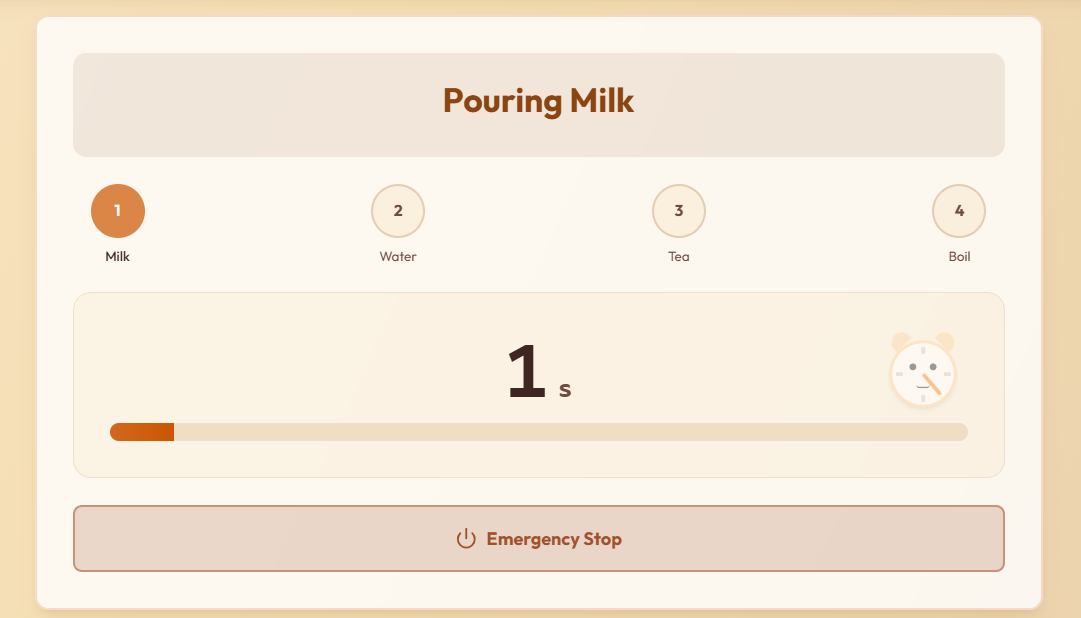 Pouring Milk
1
2
3
4
Milk
Water
Tea
Boil
1 s
Emergency Stop